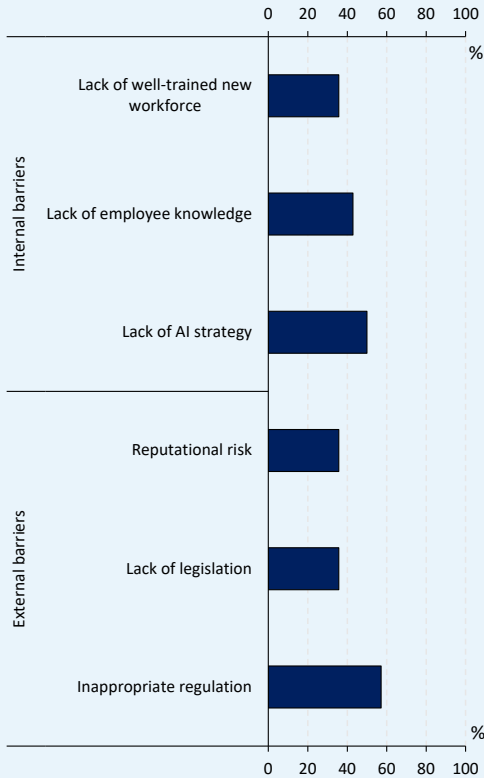 0 20 40 60 80 100
%
Internal barriers
Lack of well-trained new
workforce
Lack of employee knowledge
Lack of AI strategy
External barriers
Reputational risk
Lack of legislation
Inappropriate regulation
%
0 20 40 60 80 100